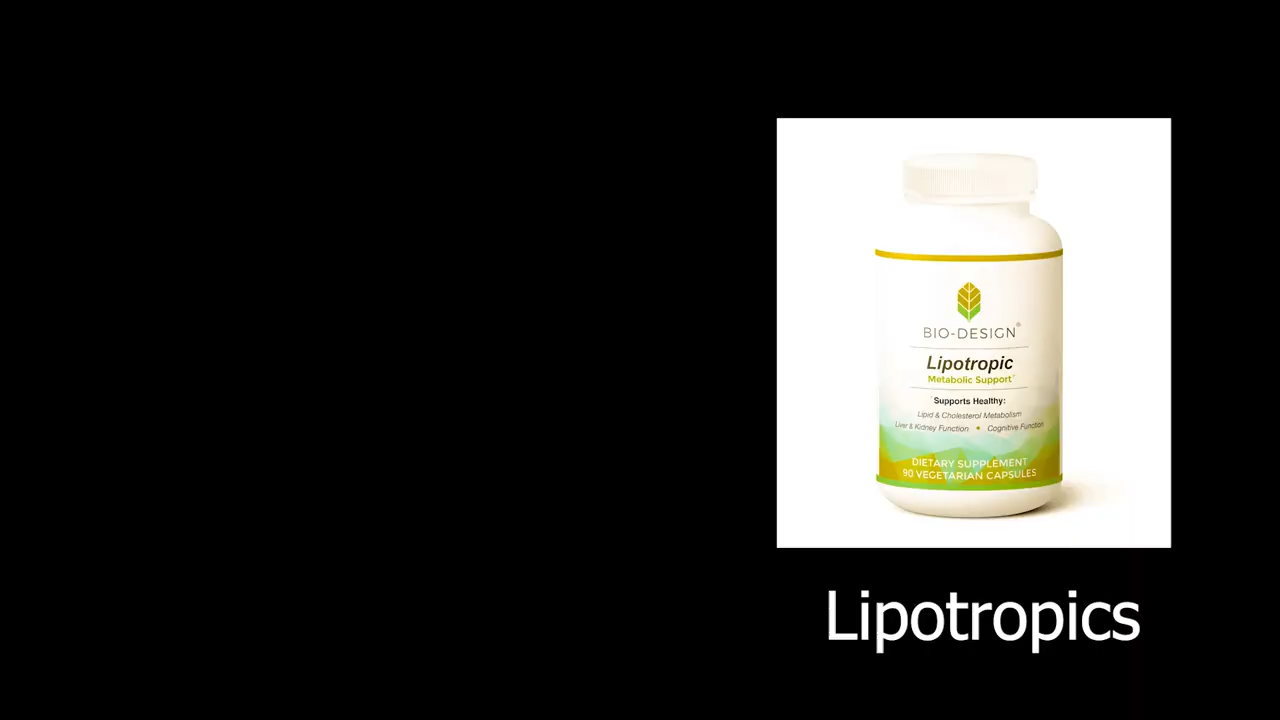 BIO-DESIGN®
Lipotropic
Metabolic Support
Supports Healthy:
Lipid & Cholesterol Metabolism
Liver & Kidney Function • Cognitive Function
DIETARY SUPPLEMENT
90 VEGETARIAN CAPSULES
Lipotropics